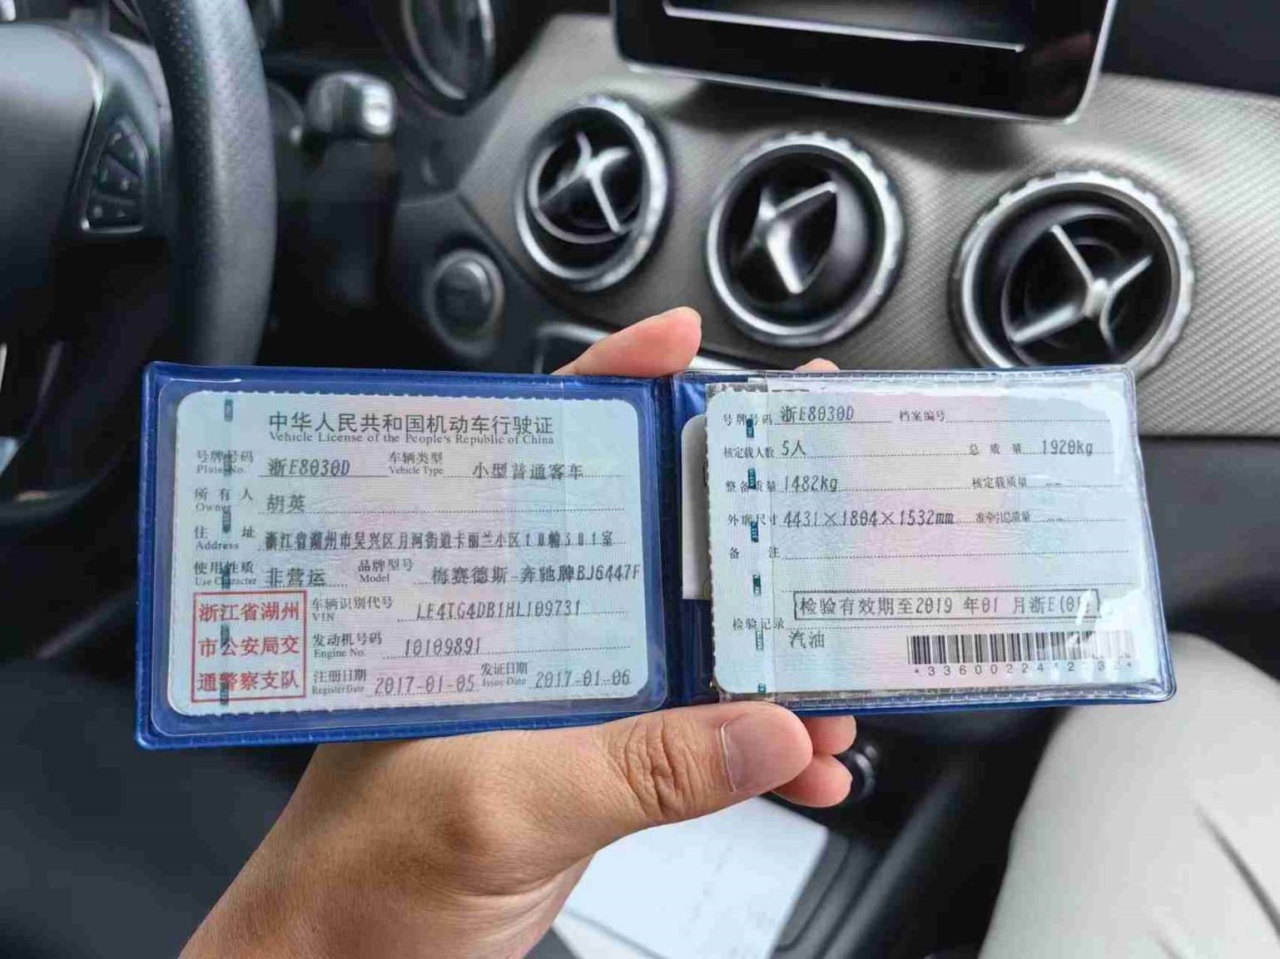 中华人民共和国机动车行驶证
Vehicle License of the People's Republic of China
号牌号码 浙E8030D 车辆类型 小型普通客车
Plate No. Vehicle Type
所有人 胡英
Owner
住址 浙江省湖州市吴兴区月河街道卡丽兰小区10幢301室
Address
使用性质 非营运 品牌型号 梅赛德斯-奔驰牌BJ6447F
Use Character Model
浙江省湖州
市公安局交
通警察支队
车辆识别代号 LE4TG4DB1HL109731
VIN
发动机号码 10109891
Engine No.
注册日期 2017-01-05 发证日期 2017-01-06
Register Date Issue Date
号牌号码 浙E8030D 档案编号
核定载人数 5人 总质量 1920kg
整备质量 1482kg 核定载质量 --
外廓尺寸 4431×1804×1532mm 准牵引总质量 --
备注
检验有效期至2019年01月浙E
检验记录
汽油